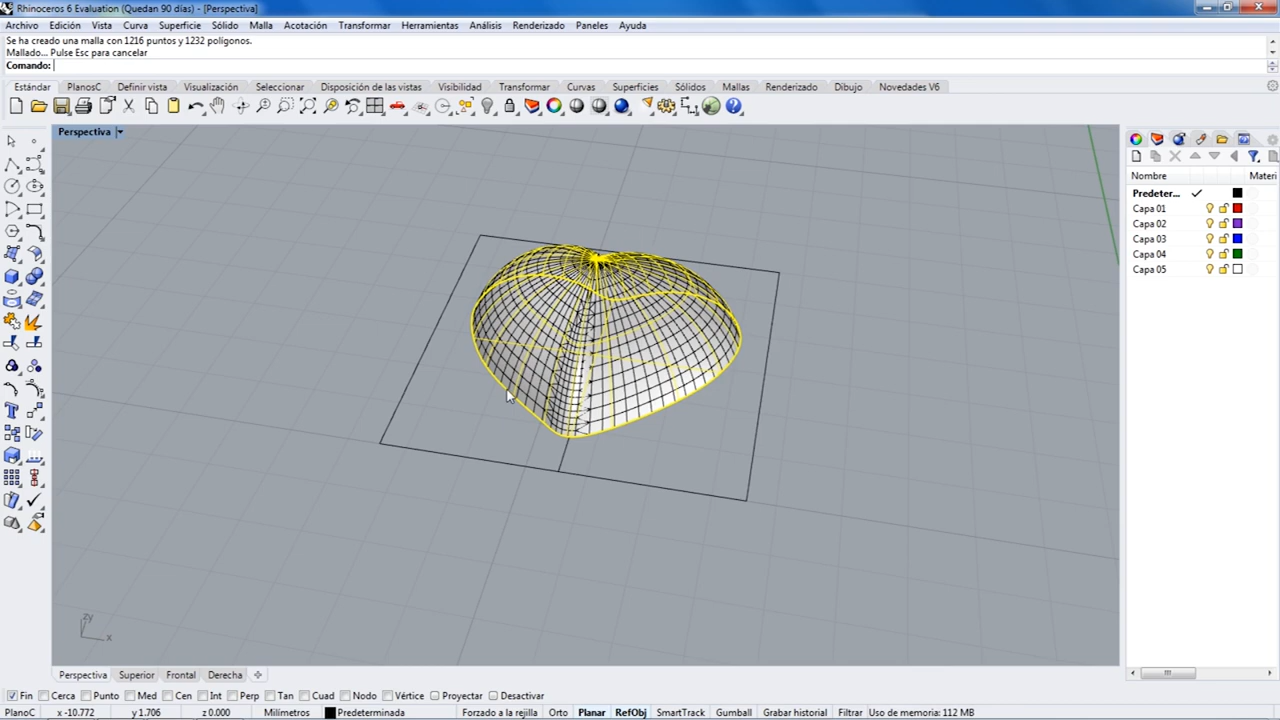 Rhinoceros 6 Evaluation (Quedan 90 días) - [Perspectiva]
Archivo Edición Vista Curva Superficie Sólido Malla Acotación Transformar Herramientas Análisis Renderizado Paneles Ayuda
Se ha creado una malla con 1216 puntos y 1232 polígonos.
Mallado... Pulse Esc para cancelar
Comando:
Estándar PlanosC Definir vista Visualización Seleccionar Disposición de las vistas Visibilidad Transformar Curvas Superficies Sólidos Mallas Renderizado Dibujo Novedades V6
Perspectiva
Nombre Materi
Predeter...
Capa 01
Capa 02
Capa 03
Capa 04
Capa 05
zy
x
Perspectiva Superior Frontal Derecha
Fin Cerca Punto Med Cen Int Perp Tan Cuad Nodo Vértice Proyectar Desactivar
PlanoC x -10.772 y 1.706 z 0.000 Milímetros Predeterminada Forzado a la rejilla Orto Planar RefObj SmartTrack Gumball Grabar historial Filtrar Uso de memoria: 112 MB